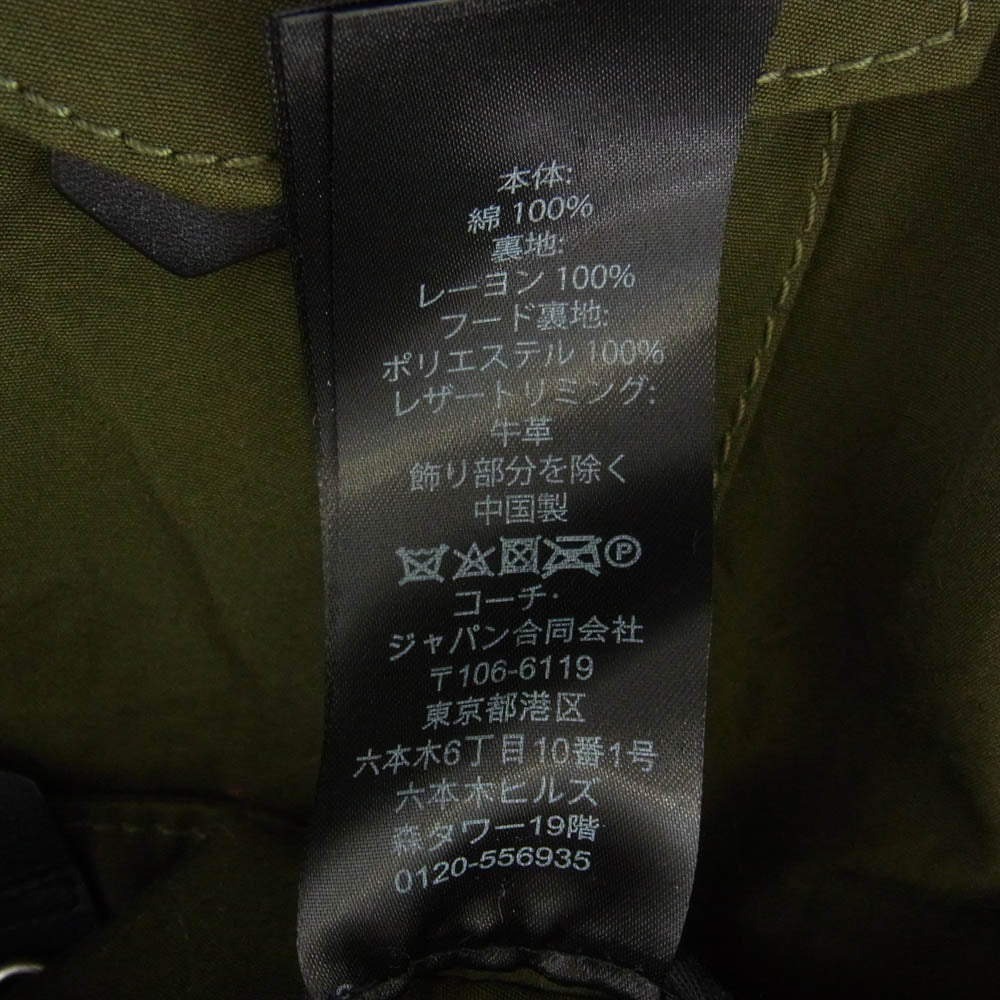 本体:
綿 100%
裏地:
レーヨン 100%
フード裏地:
ポリエステル 100%
レザートリミング:
牛革
飾り部分を除く
中国製
Ⓟ
コーチ・
ジャパン合同会社
〒106-6119
東京都港区
六本木6丁目10番1号
六本木ヒルズ
森タワー19階
0120-556935